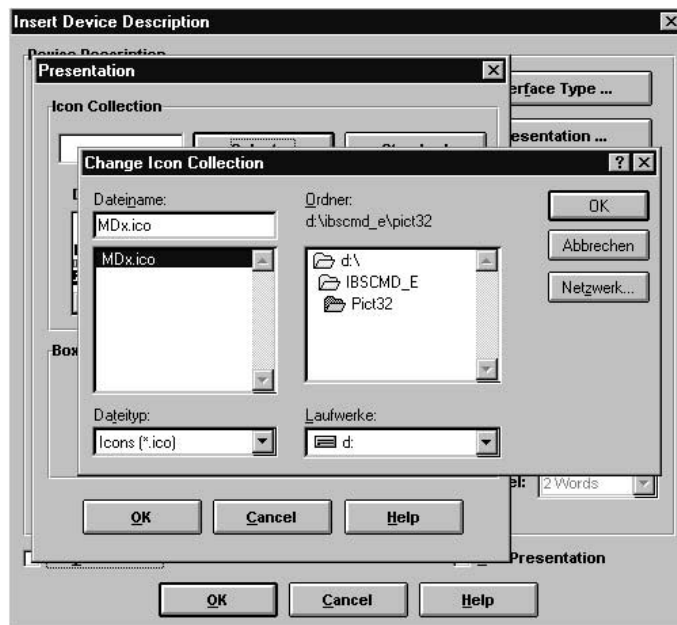 Insert Device Description
Presentation
erface Type ...
Icon Collection
esentation ...
Change Icon Collection
Dateiname:
Ordner:
OK
MDx.ico
d:\ibscmd_e\pict32
MDx.ico
d:\
IBSCMD_E
Pict32
Abbrechen
Netzwerk...
Box
Dateityp:
Laufwerke:
Icons (*.ico)
d:
el:
2 Words
OK
Cancel
Help
Presentation
OK
Cancel
Help